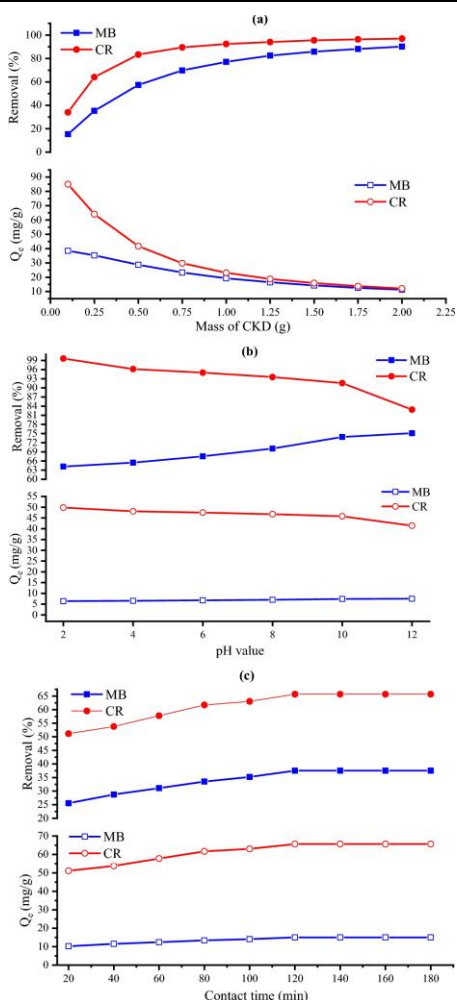 (a)
MB
CR
Removal (%)
100
80
60
40
20
0
MB
CR
Q_e (mg/g)
90
80
70
60
50
40
30
20
10
0.00 0.25 0.50 0.75 1.00 1.25 1.50 1.75 2.00 2.25
Mass of CKD (g)
(b)
MB
CR
Removal (%)
99
96
93
90
87
84
81
78
75
72
69
66
63
60
MB
CR
Q_e (mg/g)
55
50
45
40
35
30
25
20
15
10
5
0
2 4 6 8 10 12
pH value
(c)
MB
CR
Removal (%)
65
60
55
50
45
40
35
30
25
20
MB
CR
Q_e (mg/g)
70
60
50
40
30
20
10
0
20 40 60 80 100 120 140 160 180
Contact time (min)